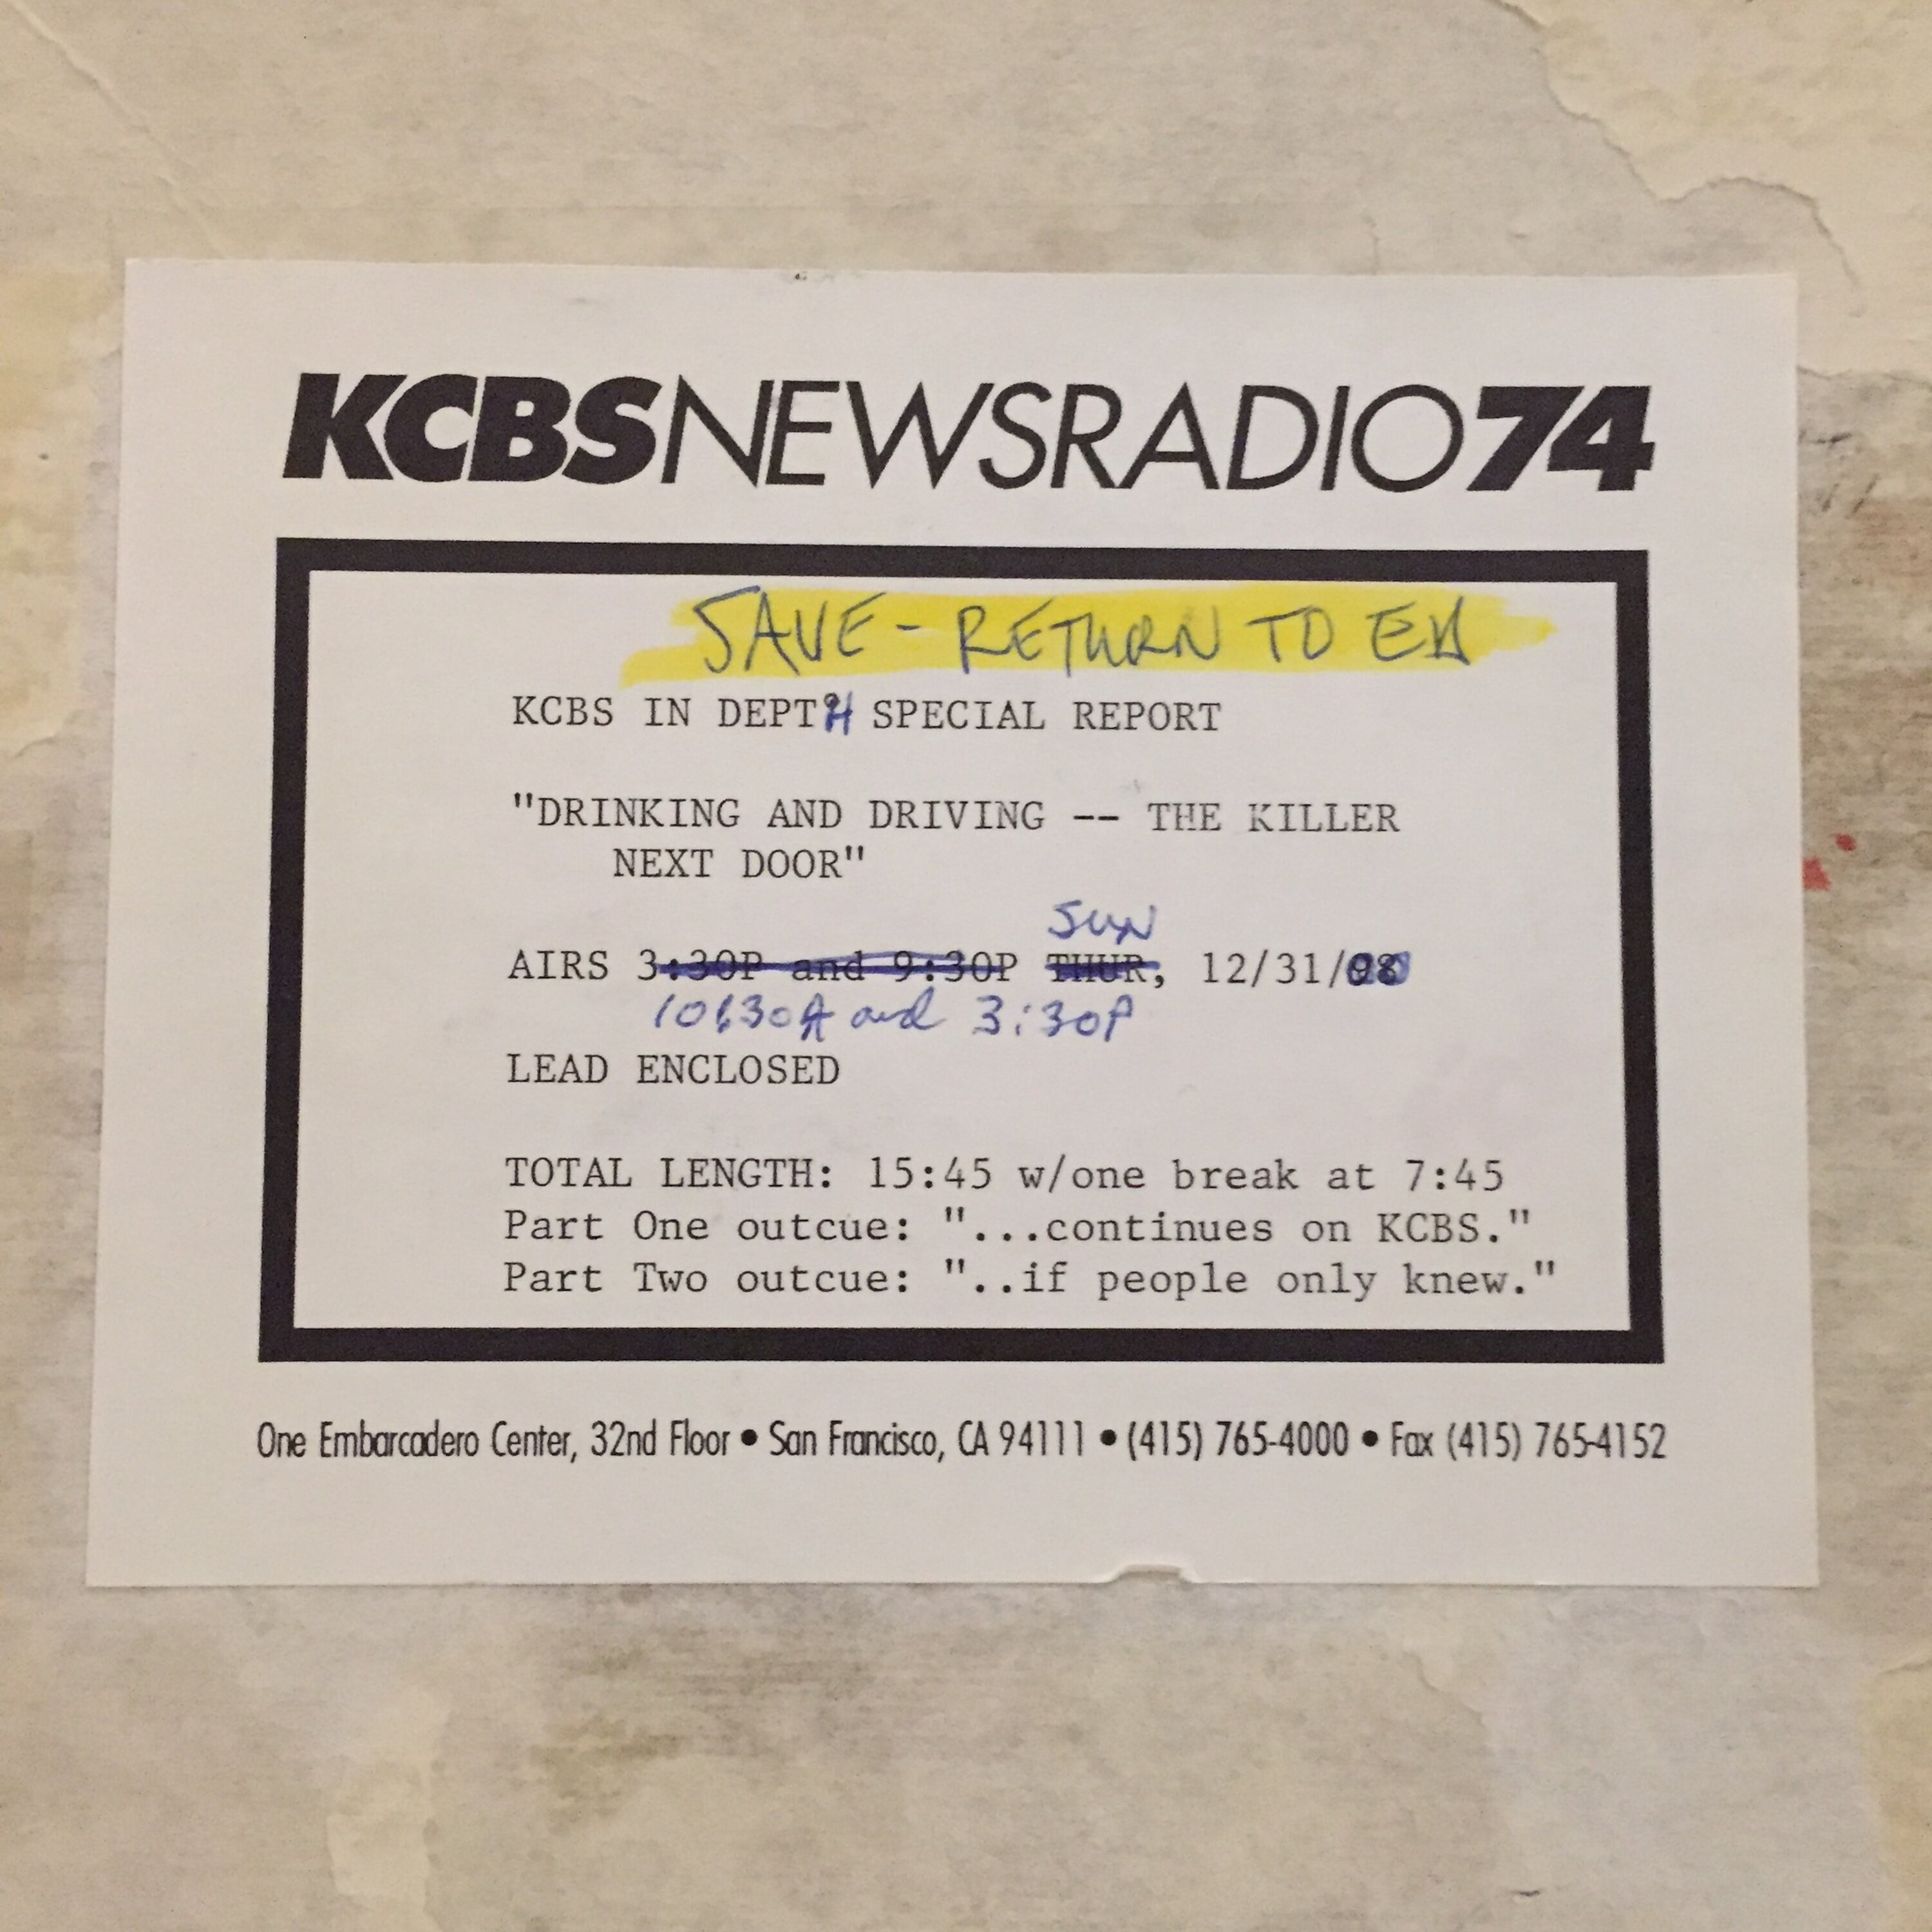 KCBSNEWSRADIO74
SAVE - RETURN TO ED
KCBS IN DEPTH SPECIAL REPORT
"DRINKING AND DRIVING -- THE KILLER
NEXT DOOR"
SUN
AIRS 3:30P and 9:30P THUR, 12/31/
10:30A and 3:30P
LEAD ENCLOSED
TOTAL LENGTH: 15:45 w/one break at 7:45
Part One outcue: "...continues on KCBS."
Part Two outcue: "..if people only knew."
One Embarcadero Center, 32nd Floor • San Francisco, CA 94111 • (415) 765-4000 • Fax (415) 765-4152